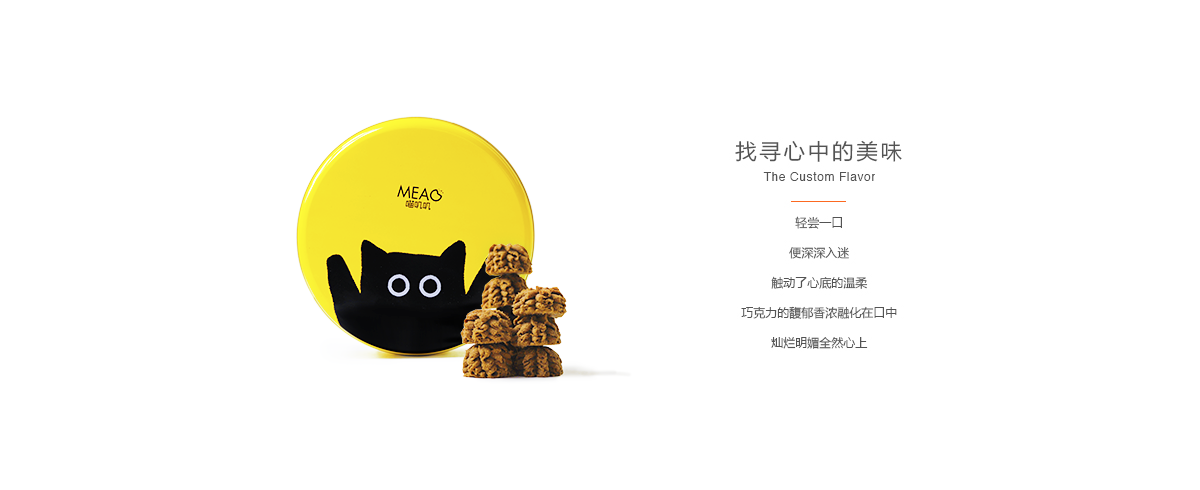 MEAO
喵叭叭
找寻心中的美味
The Custom Flavor
轻尝一口
便深深入迷
触动了心底的温柔
巧克力的馥郁香浓融化在口中
灿烂明媚全然心上